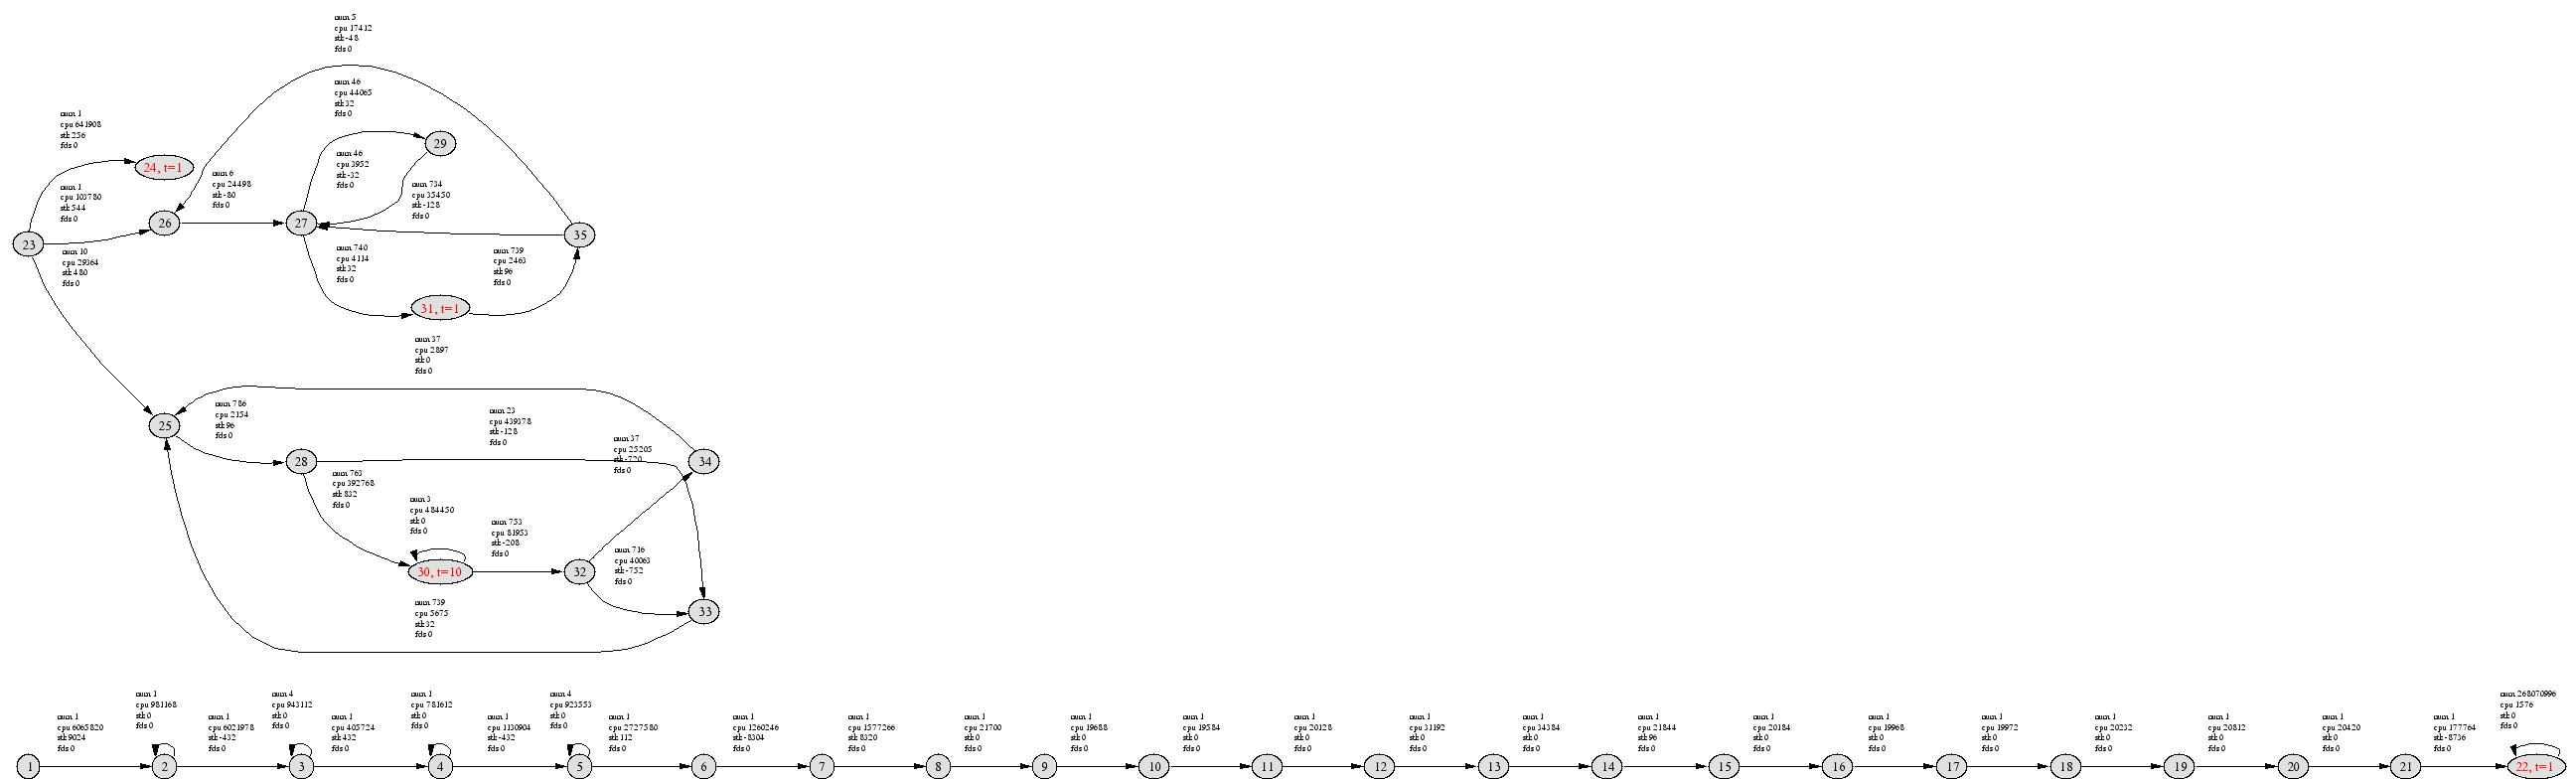 num 5
cpu 17412
stk -48
fds 0
num 46
cpu 44065
stk 32
fds 0
num 1
cpu 641908
stk 256
fds 0
29
num 46
cpu 3952
stk -32
fds 0
24, t=1
num 6
cpu 24498
stk -80
fds 0
num 734
cpu 35450
stk -128
fds 0
num 1
cpu 103780
stk 544
fds 0
23
26
27
35
num 10
cpu 29364
stk 480
fds 0
num 740
cpu 4114
stk 32
fds 0
num 739
cpu 2463
stk 96
fds 0
31, t=1
num 37
cpu 2897
stk 0
fds 0
num 786
cpu 2154
stk 96
fds 0
num 23
cpu 439378
stk -128
fds 0
25
num 37
cpu 25205
stk -720
fds 0
28
34
num 763
cpu 392768
stk 832
fds 0
num 3
cpu 484450
stk 0
fds 0
num 753
cpu 81953
stk -208
fds 0
num 716
cpu 40063
stk -752
fds 0
30, t=10
32
33
num 739
cpu 5675
stk 32
fds 0
num 1
cpu 6065820
stk 9024
fds 0
num 1
cpu 981168
stk 0
fds 0
num 1
cpu 6021978
stk -432
fds 0
num 4
cpu 943112
stk 0
fds 0
num 1
cpu 405724
stk 432
fds 0
num 1
cpu 781612
stk 0
fds 0
num 1
cpu 1130904
stk -432
fds 0
num 4
cpu 923553
stk 0
fds 0
num 1
cpu 2727580
stk 112
fds 0
num 1
cpu 1260246
stk -8304
fds 0
num 1
cpu 1577266
stk 8320
fds 0
num 1
cpu 21700
stk 0
fds 0
num 1
cpu 19688
stk 0
fds 0
num 1
cpu 19584
stk 0
fds 0
num 1
cpu 20128
stk 0
fds 0
num 1
cpu 31192
stk 0
fds 0
num 1
cpu 34384
stk 0
fds 0
num 1
cpu 21844
stk 96
fds 0
num 1
cpu 20184
stk 0
fds 0
num 1
cpu 19968
stk 0
fds 0
num 1
cpu 19972
stk 0
fds 0
num 1
cpu 20232
stk 0
fds 0
num 1
cpu 20812
stk 0
fds 0
num 1
cpu 20420
stk 0
fds 0
num 1
cpu 177764
stk -8736
fds 0
num 268070996
cpu 1576
stk 0
fds 0
1
2
3
4
5
6
7
8
9
10
11
12
13
14
15
16
17
18
19
20
21
22, t=1